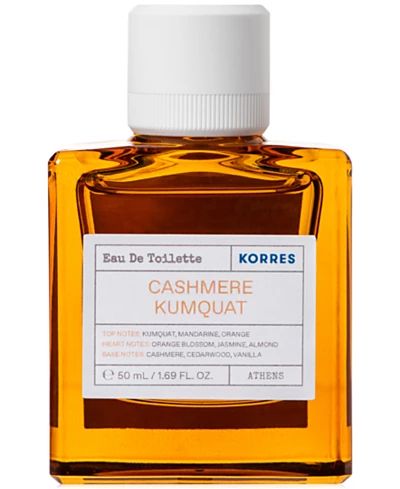 Eau De Toilette KORRES
CASHMERE
KUMQUAT
TOP NOTES: KUMQUAT, MANDARINE, ORANGE
HEART NOTES: ORANGE BLOSSOM, JASMINE, ALMOND
BASE NOTES: CASHMERE, CEDARWOOD, VANILLA
℮ 50 mL / 1.69 FL. OZ. ATHENS